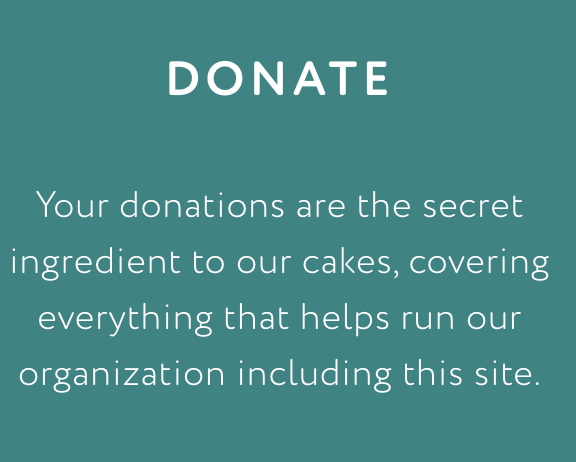 DONATE
Your donations are the secret
ingredient to our cakes, covering
everything that helps run our
organization including this site.